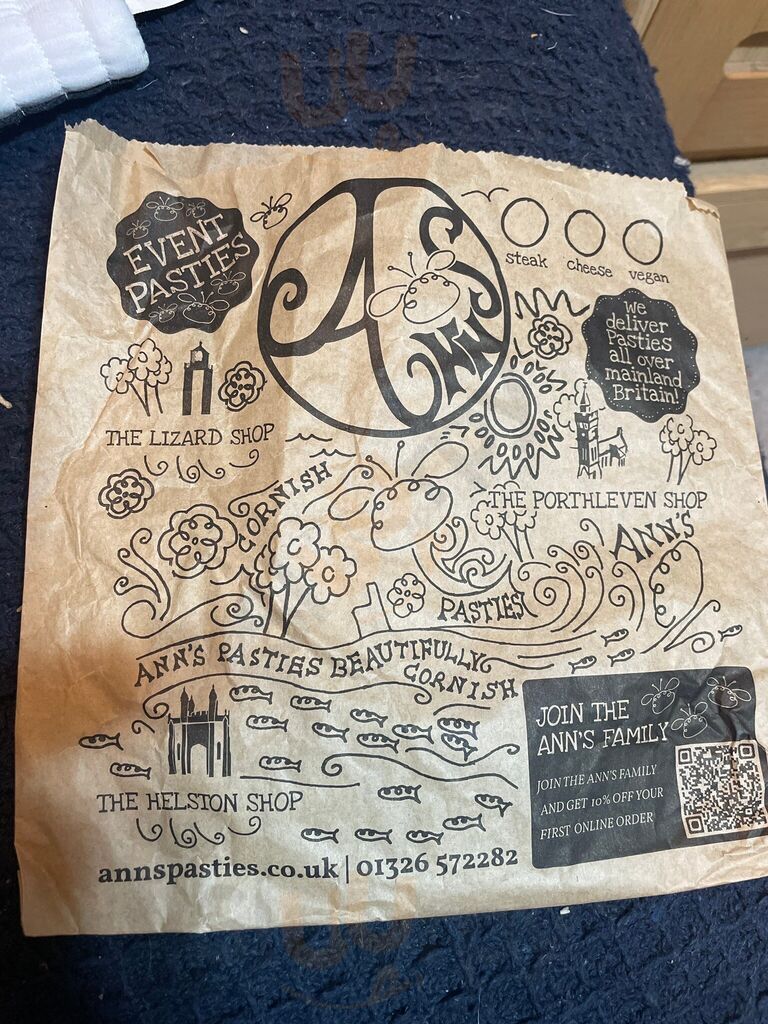 EVENT
PASTIES
ANN'S
steak cheese vegan
We
deliver
Pasties
all over
mainland
Britain!
THE LIZARD SHOP
THE PORTHLEVEN SHOP
CORNISH
PASTIES
ANN'S
ANN'S PASTIES BEAUTIFULLY
CORNISH
THE HELSTON SHOP
JOIN THE
ANN'S FAMILY
JOIN THE ANN'S FAMILY
AND GET 10% OFF YOUR
FIRST ONLINE ORDER
annspasties.co.uk | 01326 572282